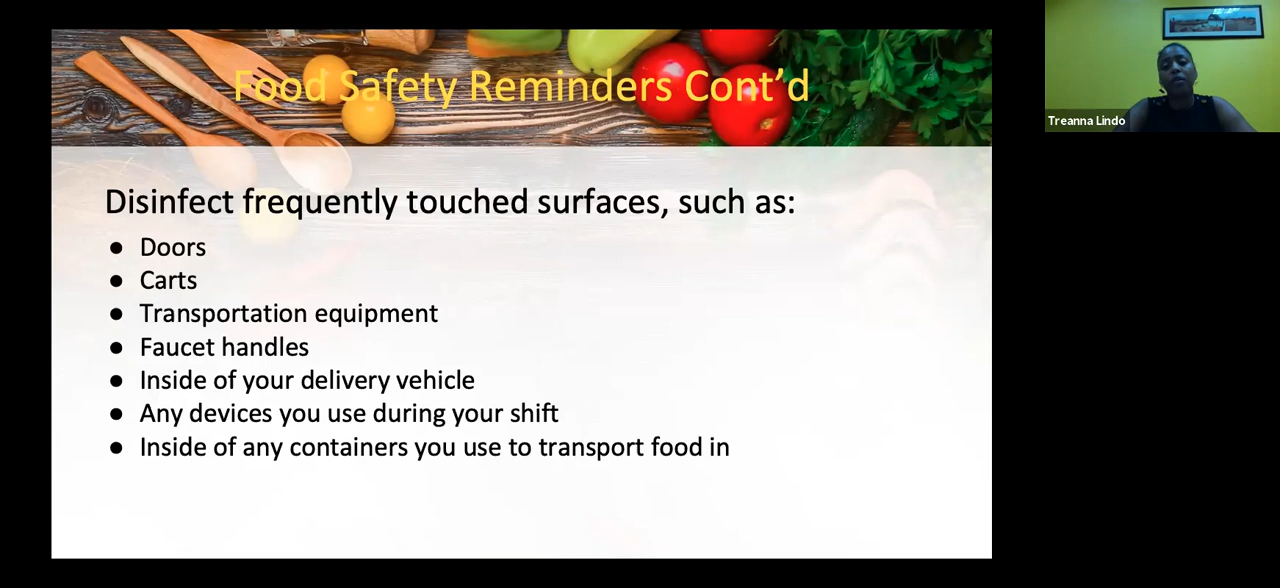 Food Safety Reminders Cont’d
Treanna Lindo
Disinfect frequently touched surfaces, such as:
● Doors
● Carts
● Transportation equipment
● Faucet handles
● Inside of your delivery vehicle
● Any devices you use during your shift
● Inside of any containers you use to transport food in